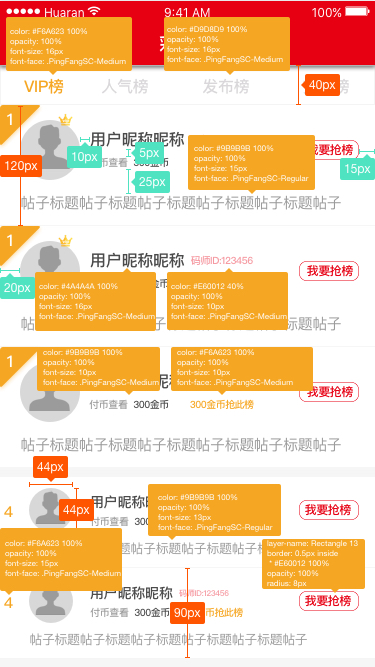 Huaran 9:41 AM 100%
color: #F6A623 100%
opacity: 100%
font-size: 16px
font-face: .PingFangSC-Medium
color: #D9D8D9 100%
opacity: 100%
font-size: 16px
font-face: .PingFangSC-Medium
VIP榜 人气榜 发布榜 榜
40px
1
用户昵称昵称
我要抢榜
color: #9B9B9B 100%
opacity: 100%
font-size: 15px
font-face: .PingFangSC-Regular
10px
5px
付币查看 300金币
120px
15px
25px
帖子标题帖子标题帖子标题帖子标题帖子标题帖子
1
用户昵称昵称 码师ID:123456
我要抢榜
20px
color: #4A4A4A 100%
opacity: 100%
font-size: 16px
font-face: .PingFangSC-Medium
color: #E60012 40%
opacity: 100%
font-size: 10px
font-face: .PingFangSC-Medium
1
color: #9B9B9B 100%
opacity: 100%
font-size: 10px
font-face: .PingFangSC-Medium
color: #F6A623 100%
opacity: 100%
font-size: 10px
font-face: .PingFangSC-Medium
我要抢榜
付币查看 300金币 300金币抢此榜
帖子标题帖子标题帖子标题帖子标题帖子标题帖子
44px
用户昵称
44px
4
color: #9B9B9B 100%
opacity: 100%
font-size: 13px
font-face: .PingFangSC-Regular
我要抢榜
付币查看
color: #F6A623 100%
opacity: 100%
font-size: 15px
font-face: .PingFangSC-Medium
题帖子标题帖子标题帖子标题
layer-name: Rectangle 13
border: 0.5px inside
* #E60012 100%
opacity: 100%
radius: 8px
4
用户昵称昵称 码师ID:123456
我要抢榜
付币查看 300金币
90px
币抢此榜
帖子标题帖子标题帖子标题帖子标题帖子标题帖子